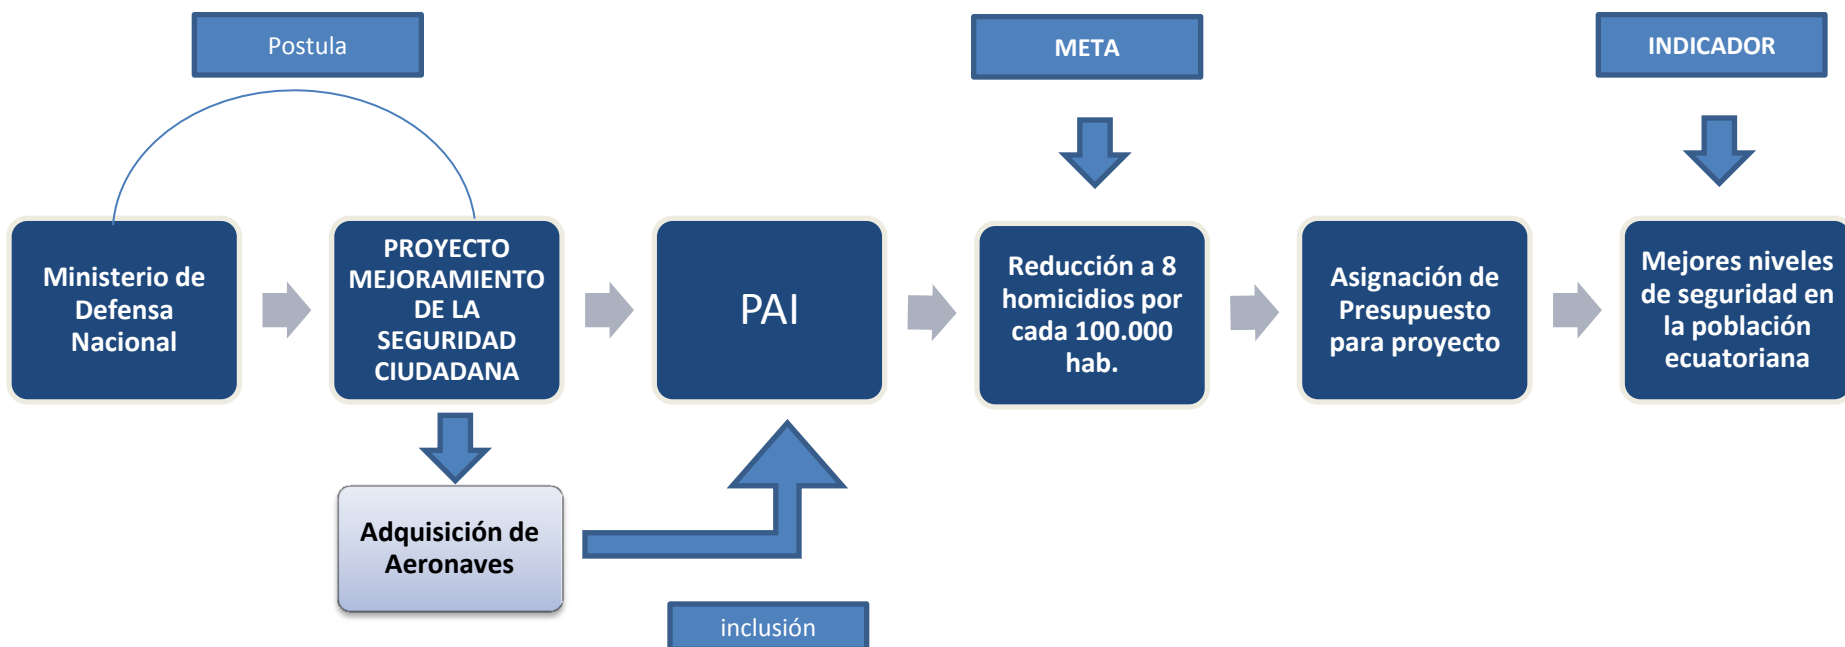 Postula
META
INDICADOR
Ministerio de
Defensa
Nacional
PROYECTO
MEJORAMIENTO
DE LA
SEGURIDAD
CIUDADANA
PAI
Reducción a 8
homicidios por
cada 100.000
hab.
Asignación de
Presupuesto
para proyecto
Mejores niveles
de seguridad en
la población
ecuatoriana
Adquisición de
Aeronaves
inclusión